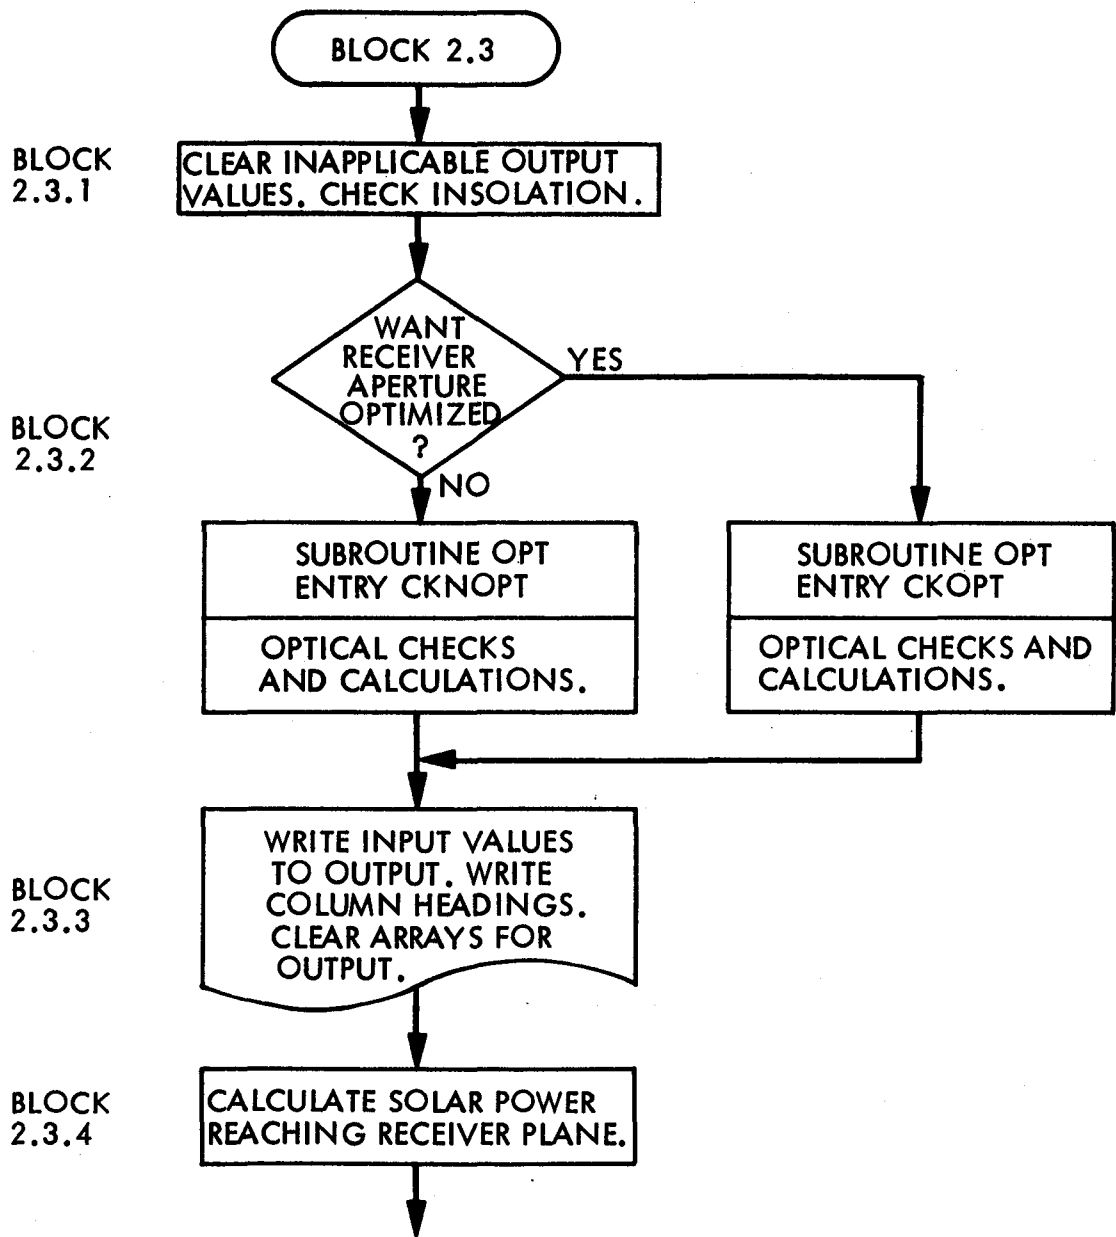 BLOCK 2.3
BLOCK
2.3.1
CLEAR INAPPLICABLE OUTPUT
VALUES. CHECK INSOLATION.
BLOCK
2.3.2
WANT
RECEIVER
APERTURE
OPTIMIZED
?
YES
NO
SUBROUTINE OPT
ENTRY CKNOPT
OPTICAL CHECKS
AND CALCULATIONS.
SUBROUTINE OPT
ENTRY CKOPT
OPTICAL CHECKS AND
CALCULATIONS.
BLOCK
2.3.3
WRITE INPUT VALUES
TO OUTPUT. WRITE
COLUMN HEADINGS.
CLEAR ARRAYS FOR
OUTPUT.
BLOCK
2.3.4
CALCULATE SOLAR POWER
REACHING RECEIVER PLANE.